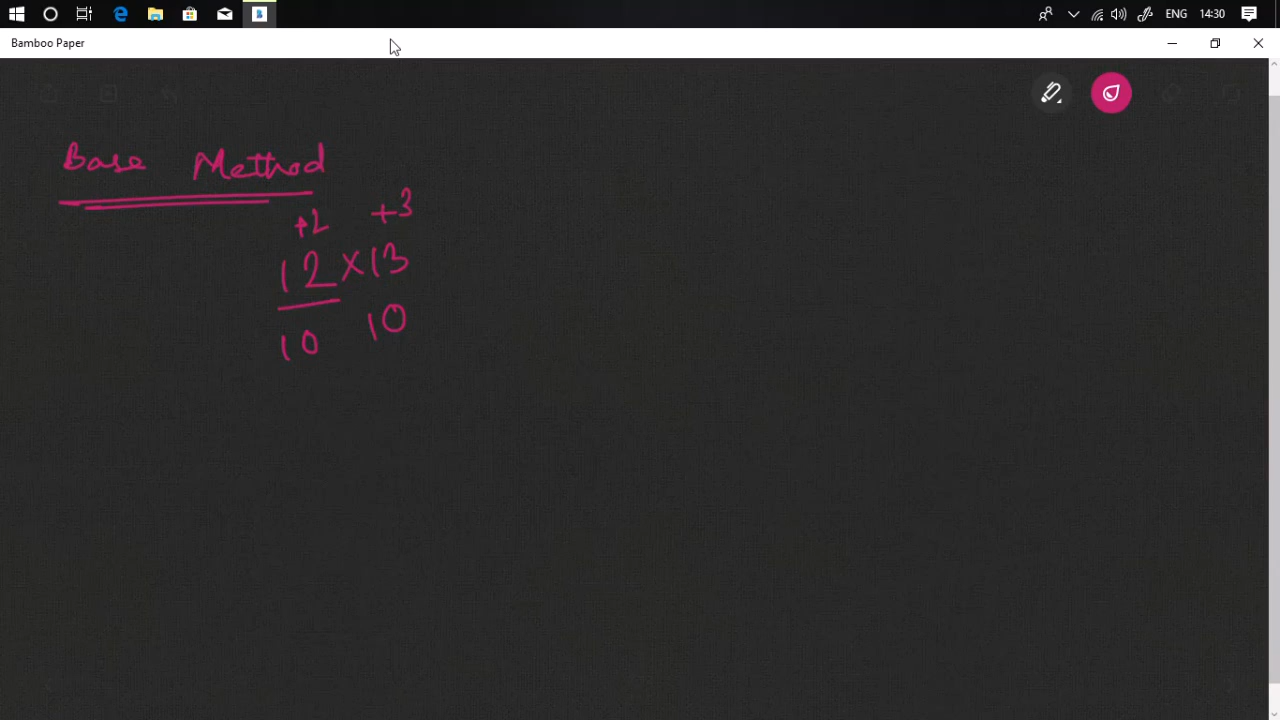 ENG 14:30
Bamboo Paper
Base Method
+2 +3
12 × 13
10 10